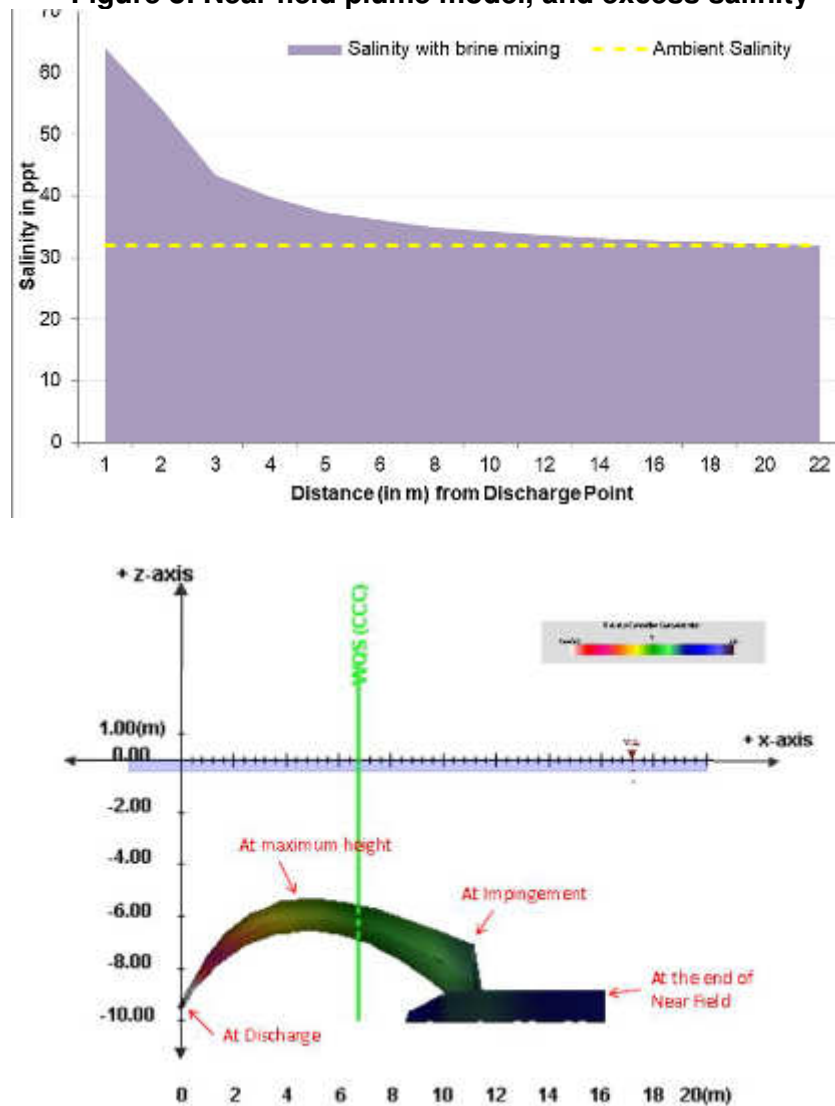 Figure 3. Near field plume model, and excess salinity
70
Salinity with brine mixing Ambient Salinity
60
50
40
30
20
10
0
Salinity in ppt
1 2 3 4 5 6 8 10 12 14 16 18 20 22
Distance (in m) from Discharge Point
+ z-axis
WQS (CCC)
1.00(m)
0.00
+ x-axis
-2.00
-4.00
At maximum height
At Impingement
-6.00
-8.00
At the end of
Near Field
-10.00
At Discharge
0 2 4 6 8 10 12 14 16 18 20(m)